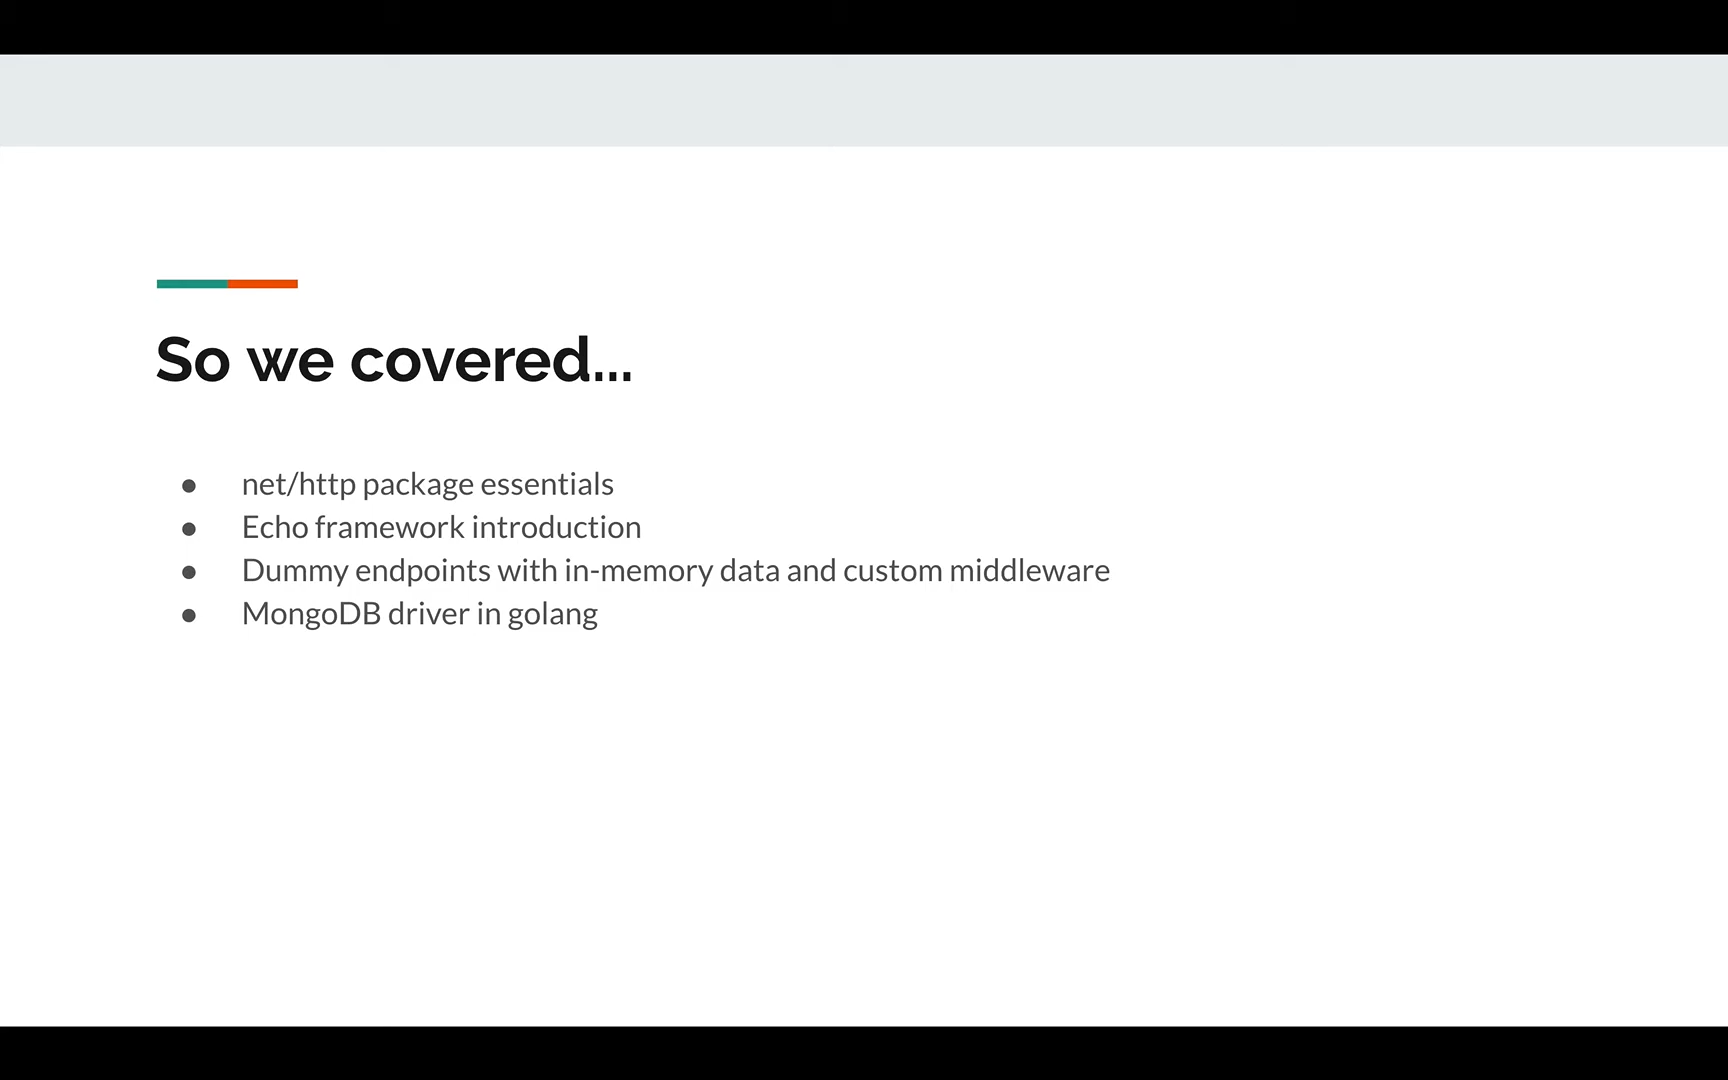 So we covered...
● net/http package essentials
● Echo framework introduction
● Dummy endpoints with in-memory data and custom middleware
● MongoDB driver in golang